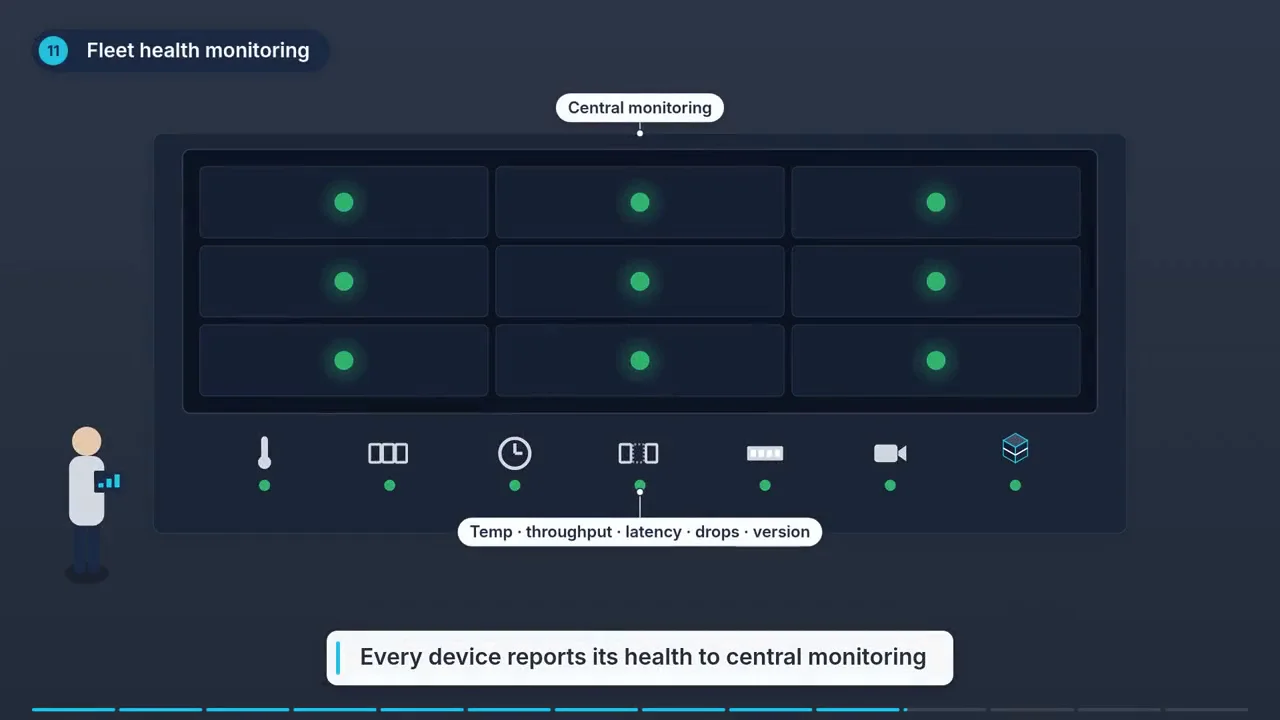 11 Fleet health monitoring
Central monitoring
Temp · throughput · latency · drops · version
Every device reports its health to central monitoring